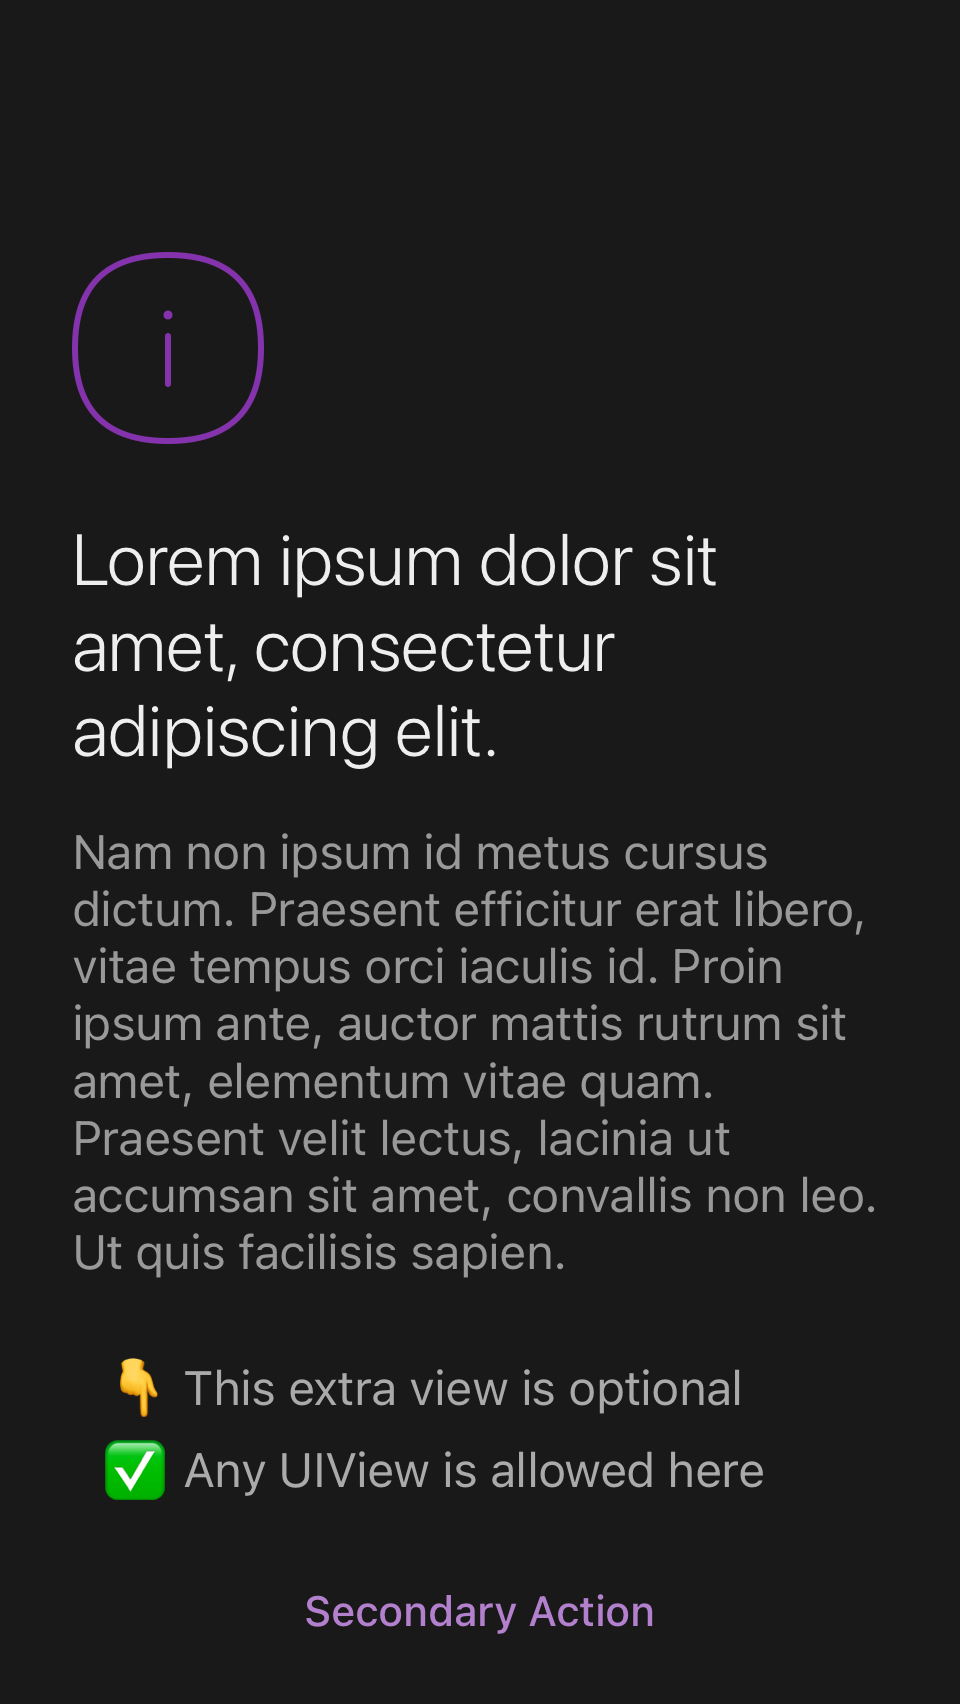 Lorem ipsum dolor sit
amet, consectetur
adipiscing elit.
Nam non ipsum id metus cursus
dictum. Praesent efficitur erat libero,
vitae tempus orci iaculis id. Proin
ipsum ante, auctor mattis rutrum sit
amet, elementum vitae quam.
Praesent velit lectus, lacinia ut
accumsan sit amet, convallis non leo.
Ut quis facilisis sapien.
👇 This extra view is optional
✅ Any UIView is allowed here
Secondary Action